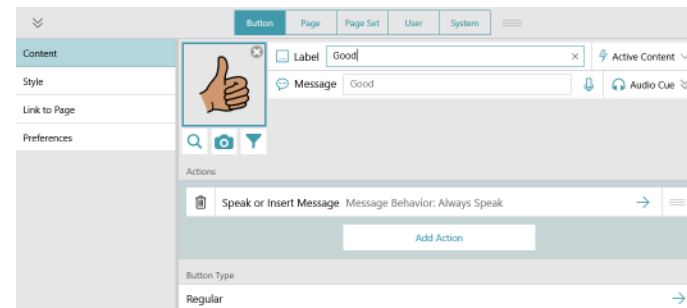 Button Page Page Set User System
Content
Style
Link to Page
Preferences
Label Good Active Content
Message Good Audio Cue
Actions
Speak or Insert Message Message Behavior: Always Speak
Add Action
Button Type
Regular